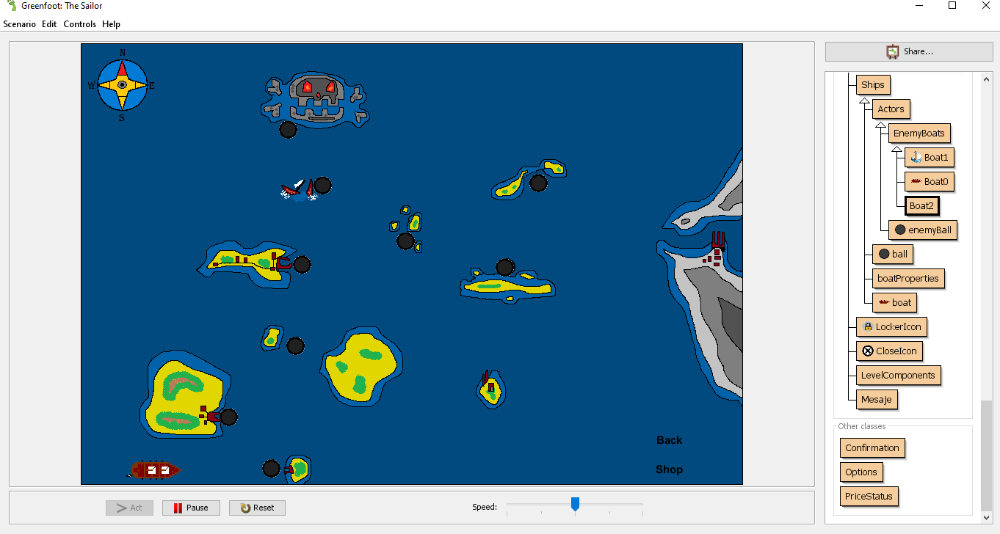 Greenfoot: The Sailor
Scenario Edit Controls Help
Share...
N
W E
S
Ships
Actors
EnemyBoats
Boat1
Boat0
Boat2
enemyBall
ball
boatProperties
boat
LockerIcon
CloseIcon
LevelComponents
Mesaje
Other classes
Confirmation
Options
PriceStatus
Back
Shop
Act Pause Reset Speed: